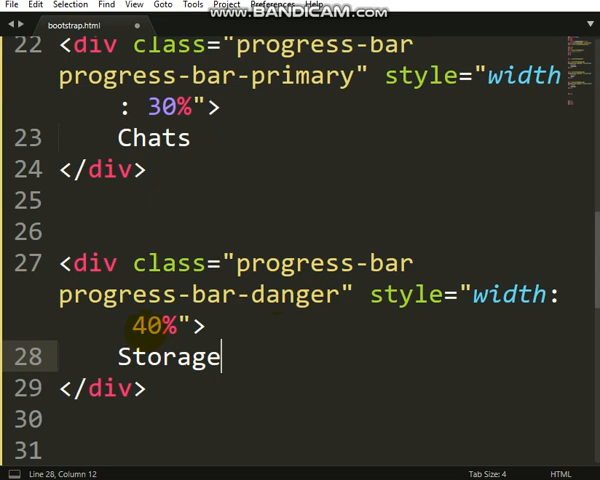 File Edit Selection Find View Goto Tools Project Preferences Help
www.BANDICAM.com
bootstrap.html
22 <div class="progress-bar
progress-bar-primary" style="width
: 30%">
23 Chats
24 </div>
25
26
27 <div class="progress-bar
progress-bar-danger" style="width:
40%">
28 Storage
29 </div>
30
31
Line 28, Column 12 Tab Size: 4 HTML